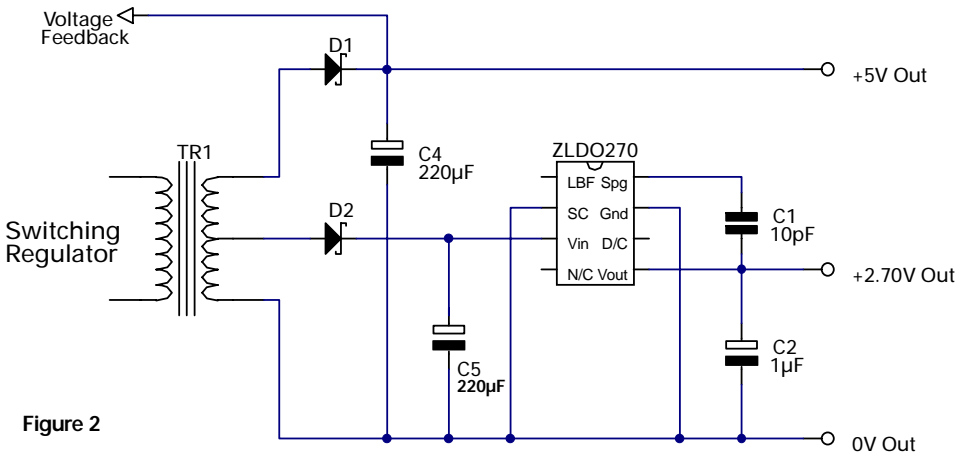 Voltage
Feedback
D1
+5V Out
TR1
C4
220µF
ZLDO270
LBF Spg
SC Gnd
Vin D/C
N/C Vout
C1
10pF
D2
Switching
Regulator
+2.70V Out
C2
1µF
C5
220µF
Figure 2
0V Out